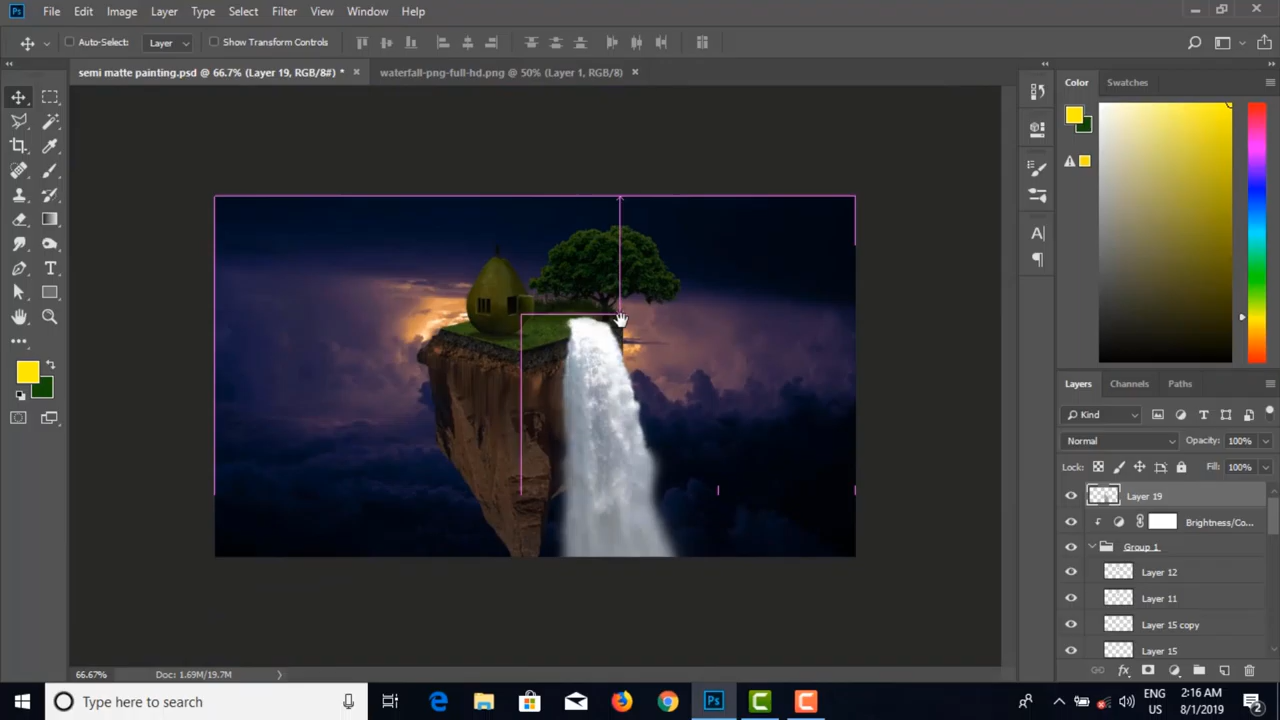 Ps File Edit Image Layer Type Select Filter View Window Help
Auto-Select: Layer Show Transform Controls
semi matte painting.psd @ 66.7% (Layer 19, RGB/8#) * × waterfall-png-full-hd.png @ 50% (Layer 1, RGB/8) ×
Color Swatches
Layers Channels Paths
Kind
Normal Opacity: 100%
Lock: Fill: 100%
Layer 19
Brightness/Co...
Group 1
Layer 12
Layer 11
Layer 15 copy
Layer 15
66.67% Doc: 1.69M/19.7M
Type here to search
Ps
ENG
US
2:16 AM
8/1/2019
2